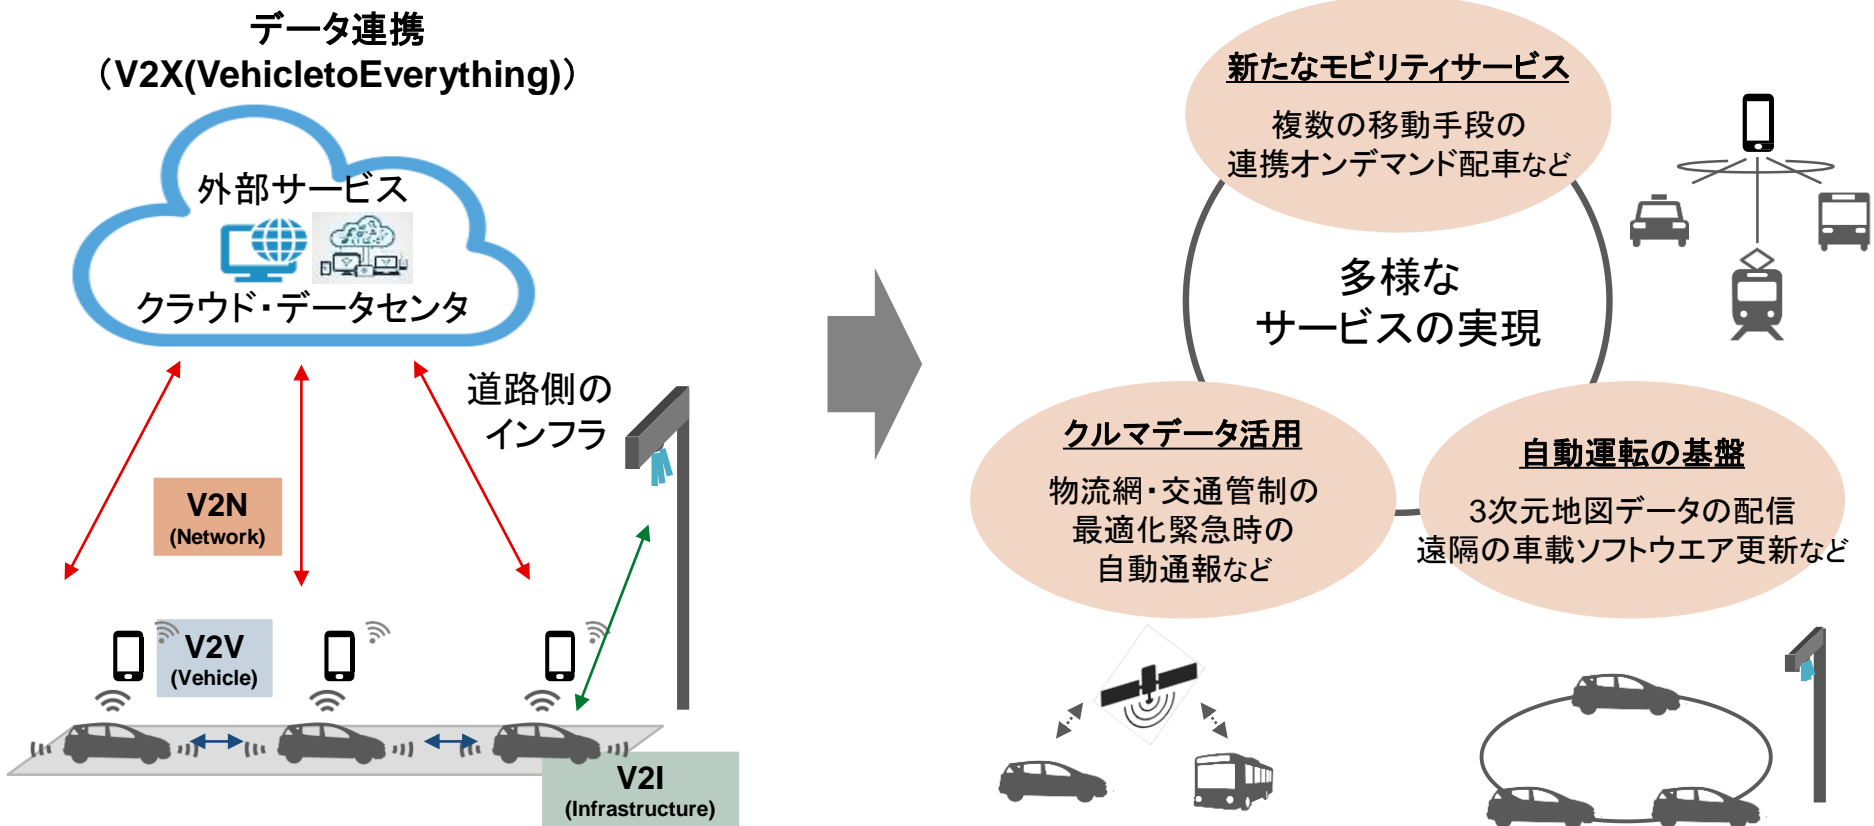 データ連携
（V2X(VehicletoEverything)）
外部サービス
クラウド・データセンタ
道路側の
インフラ
V2N
(Network)
V2V
(Vehicle)
V2I
(Infrastructure)
新たなモビリティサービス
複数の移動手段の
連携オンデマンド配車など
多様な
サービスの実現
クルマデータ活用
物流網・交通管制の
最適化緊急時の
自動通報など
自動運転の基盤
3次元地図データの配信
遠隔の車載ソフトウエア更新など